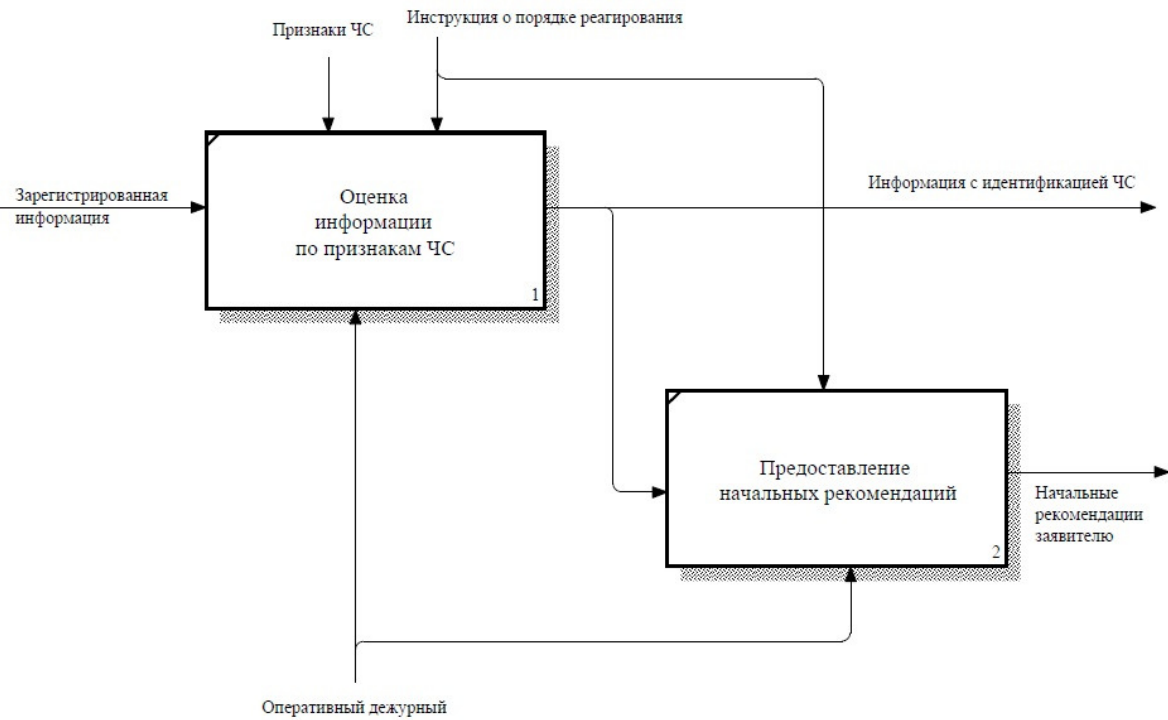 Инструкция о порядке реагирования
Признаки ЧС
Зарегистрированная
информация
Оценка
информации
по признакам ЧС
1
Информация с идентификацией ЧС
Предоставление
начальных рекомендаций
2
Начальные
рекомендации
заявителю
Оперативный дежурный